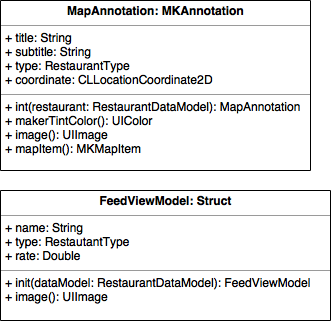 MapAnnotation: MKAnnotation
+ title: String
+ subtitle: String
+ type: RestaurantType
+ coordinate: CLLocationCoordinate2D
+ int(restaurant: RestaurantDataModel): MapAnnotation
+ makerTintColor(): UIColor
+ image(): UIImage
+ mapItem(): MKMapItem
FeedViewModel: Struct
+ name: String
+ type: RestautantType
+ rate: Double
+ init(dataModel: RestaurantDataModel): FeedViewModel
+ image(): UIImage